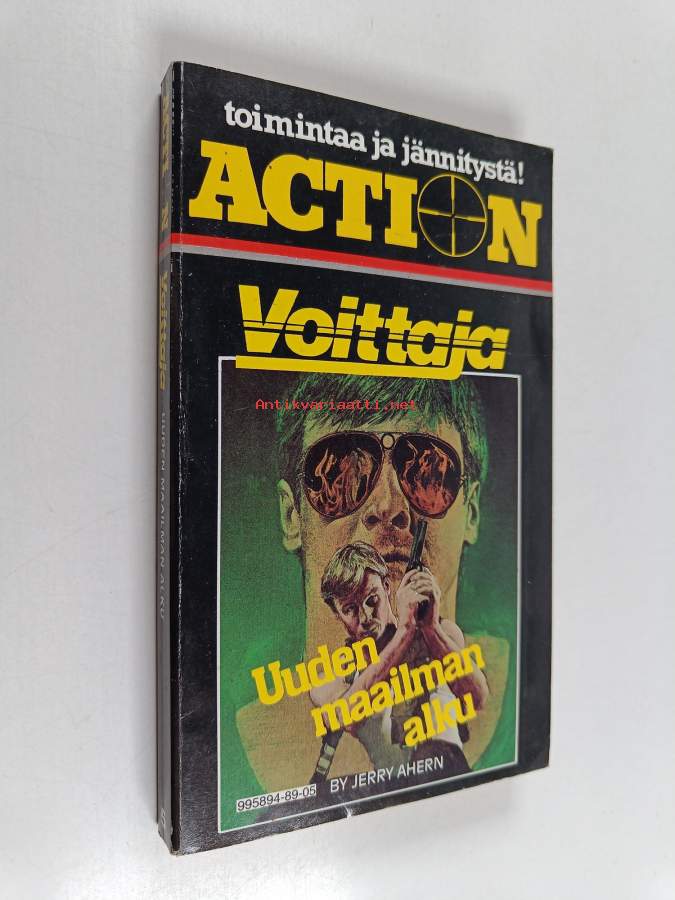 toimintaa ja jännitystä!
ACTION
Voittaja
Antikvariaatti.net
Uuden
maailman
alku
995894-89-05
BY JERRY AHERN
ACTION
Voittaja
UUDEN MAAILMAN ALKU